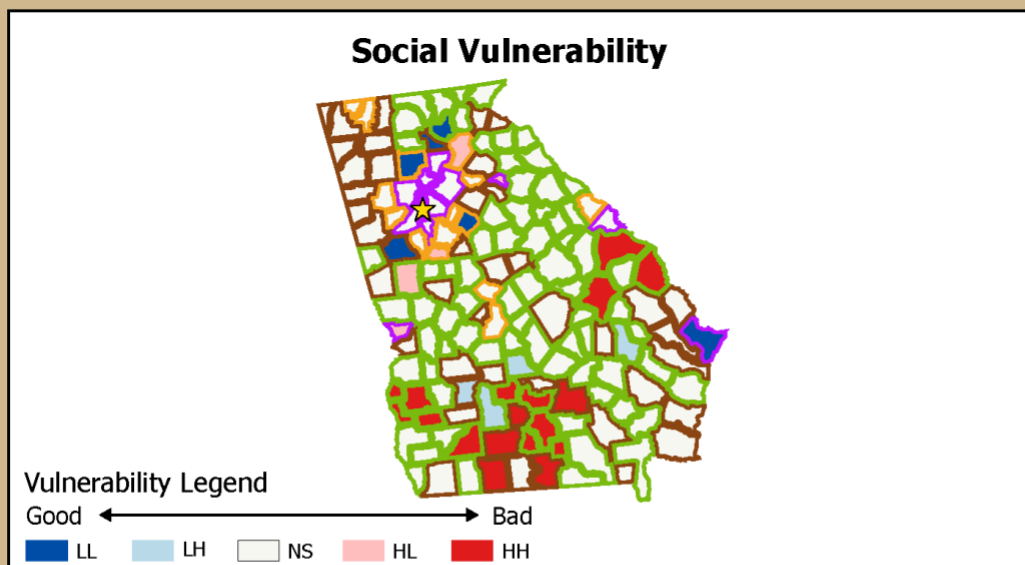 Social Vulnerability
Vulnerability Legend
Good Bad
LL LH NS HL HH